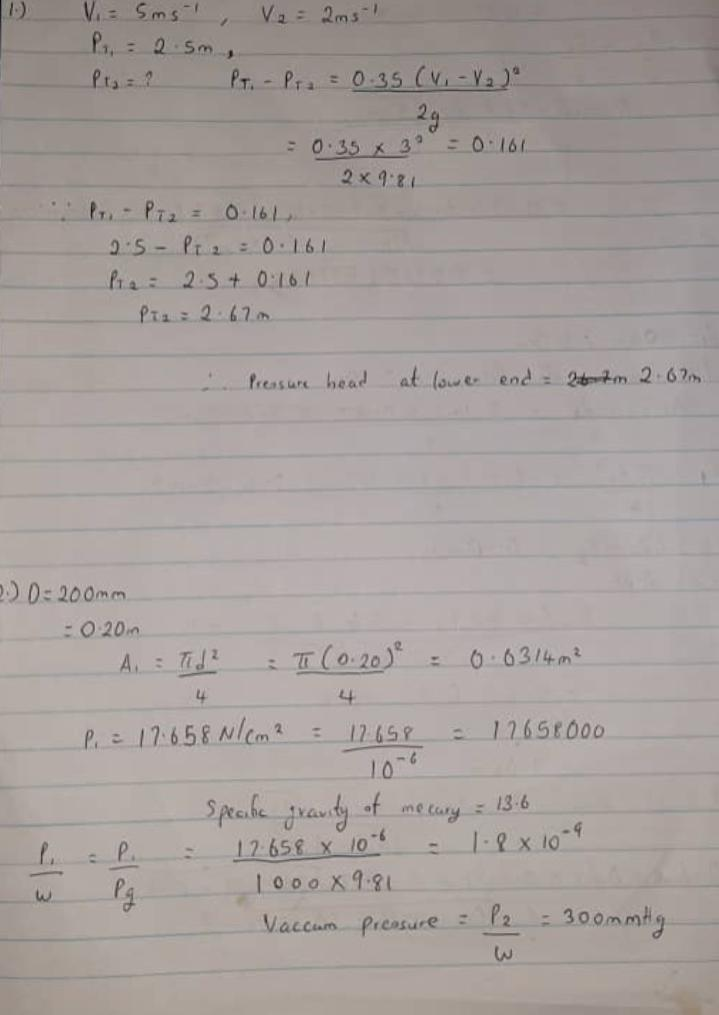 1.) V₁ = 5ms⁻¹ , V₂ = 2ms⁻¹
P_T₁ = 2.5m,
P_T₂ = ? P_T₁ - P_T₂ = 0.35 (V₁ - V₂)²
2g
= 0.35 x 3² = 0.161
2 x 9.81
∵ P_T₁ - P_T₂ = 0.161,
2.5 - P_T₂ = 0.161
P_T₂ = 2.5 + 0.161
P_T₂ = 2.67m
∴ Pressure head at lower end = 2.67m
2.) D = 200mm
= 0.20m
A₁ = πd² = π(0.20)² = 0.0314m²
4 4
P₁ = 17.658 N/cm² = 17.658 = 17658000
10⁻⁶
Specific gravity of mecury = 13.6
P₁ = P₁ = 17.658 x 10⁻⁶ = 1.8 x 10⁻⁹
w ρg 1000 x 9.81
Vaccum pressure = P₂ = 300mmHg
w